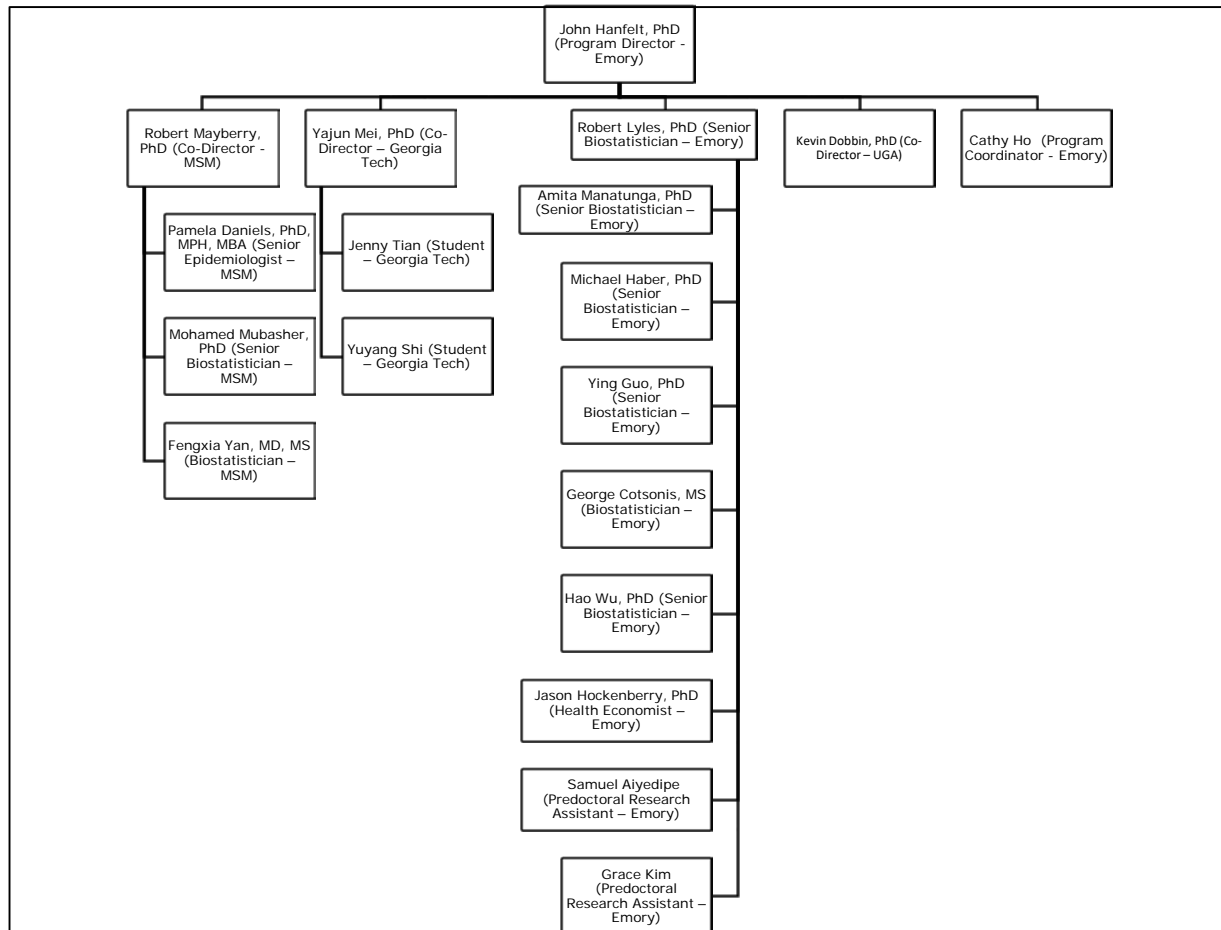 John Hanfelt, PhD
(Program Director -
Emory)
Robert Mayberry,
PhD (Co-Director -
MSM)
Yajun Mei, PhD (Co-
Director – Georgia
Tech)
Robert Lyles, PhD (Senior
Biostatistician – Emory)
Kevin Dobbin, PhD (Co-
Director – UGA)
Cathy Ho (Program
Coordinator - Emory)
Pamela Daniels, PhD,
MPH, MBA (Senior
Epidemiologist –
MSM)
Mohamed Mubasher,
PhD (Senior
Biostatistician –
MSM)
Fengxia Yan, MD, MS
(Biostatistician –
MSM)
Jenny Tian (Student
– Georgia Tech)
Yuyang Shi (Student
– Georgia Tech)
Amita Manatunga, PhD
(Senior Biostatistician –
Emory)
Michael Haber, PhD
(Senior
Biostatistician –
Emory)
Ying Guo, PhD
(Senior
Biostatistician –
Emory)
George Cotsonis, MS
(Biostatistician –
Emory)
Hao Wu, PhD (Senior
Biostatistician –
Emory)
Jason Hockenberry, PhD
(Health Economist –
Emory)
Samuel Aiyedipe
(Predoctoral Research
Assistant – Emory)
Grace Kim
(Predoctoral
Research Assistant –
Emory)